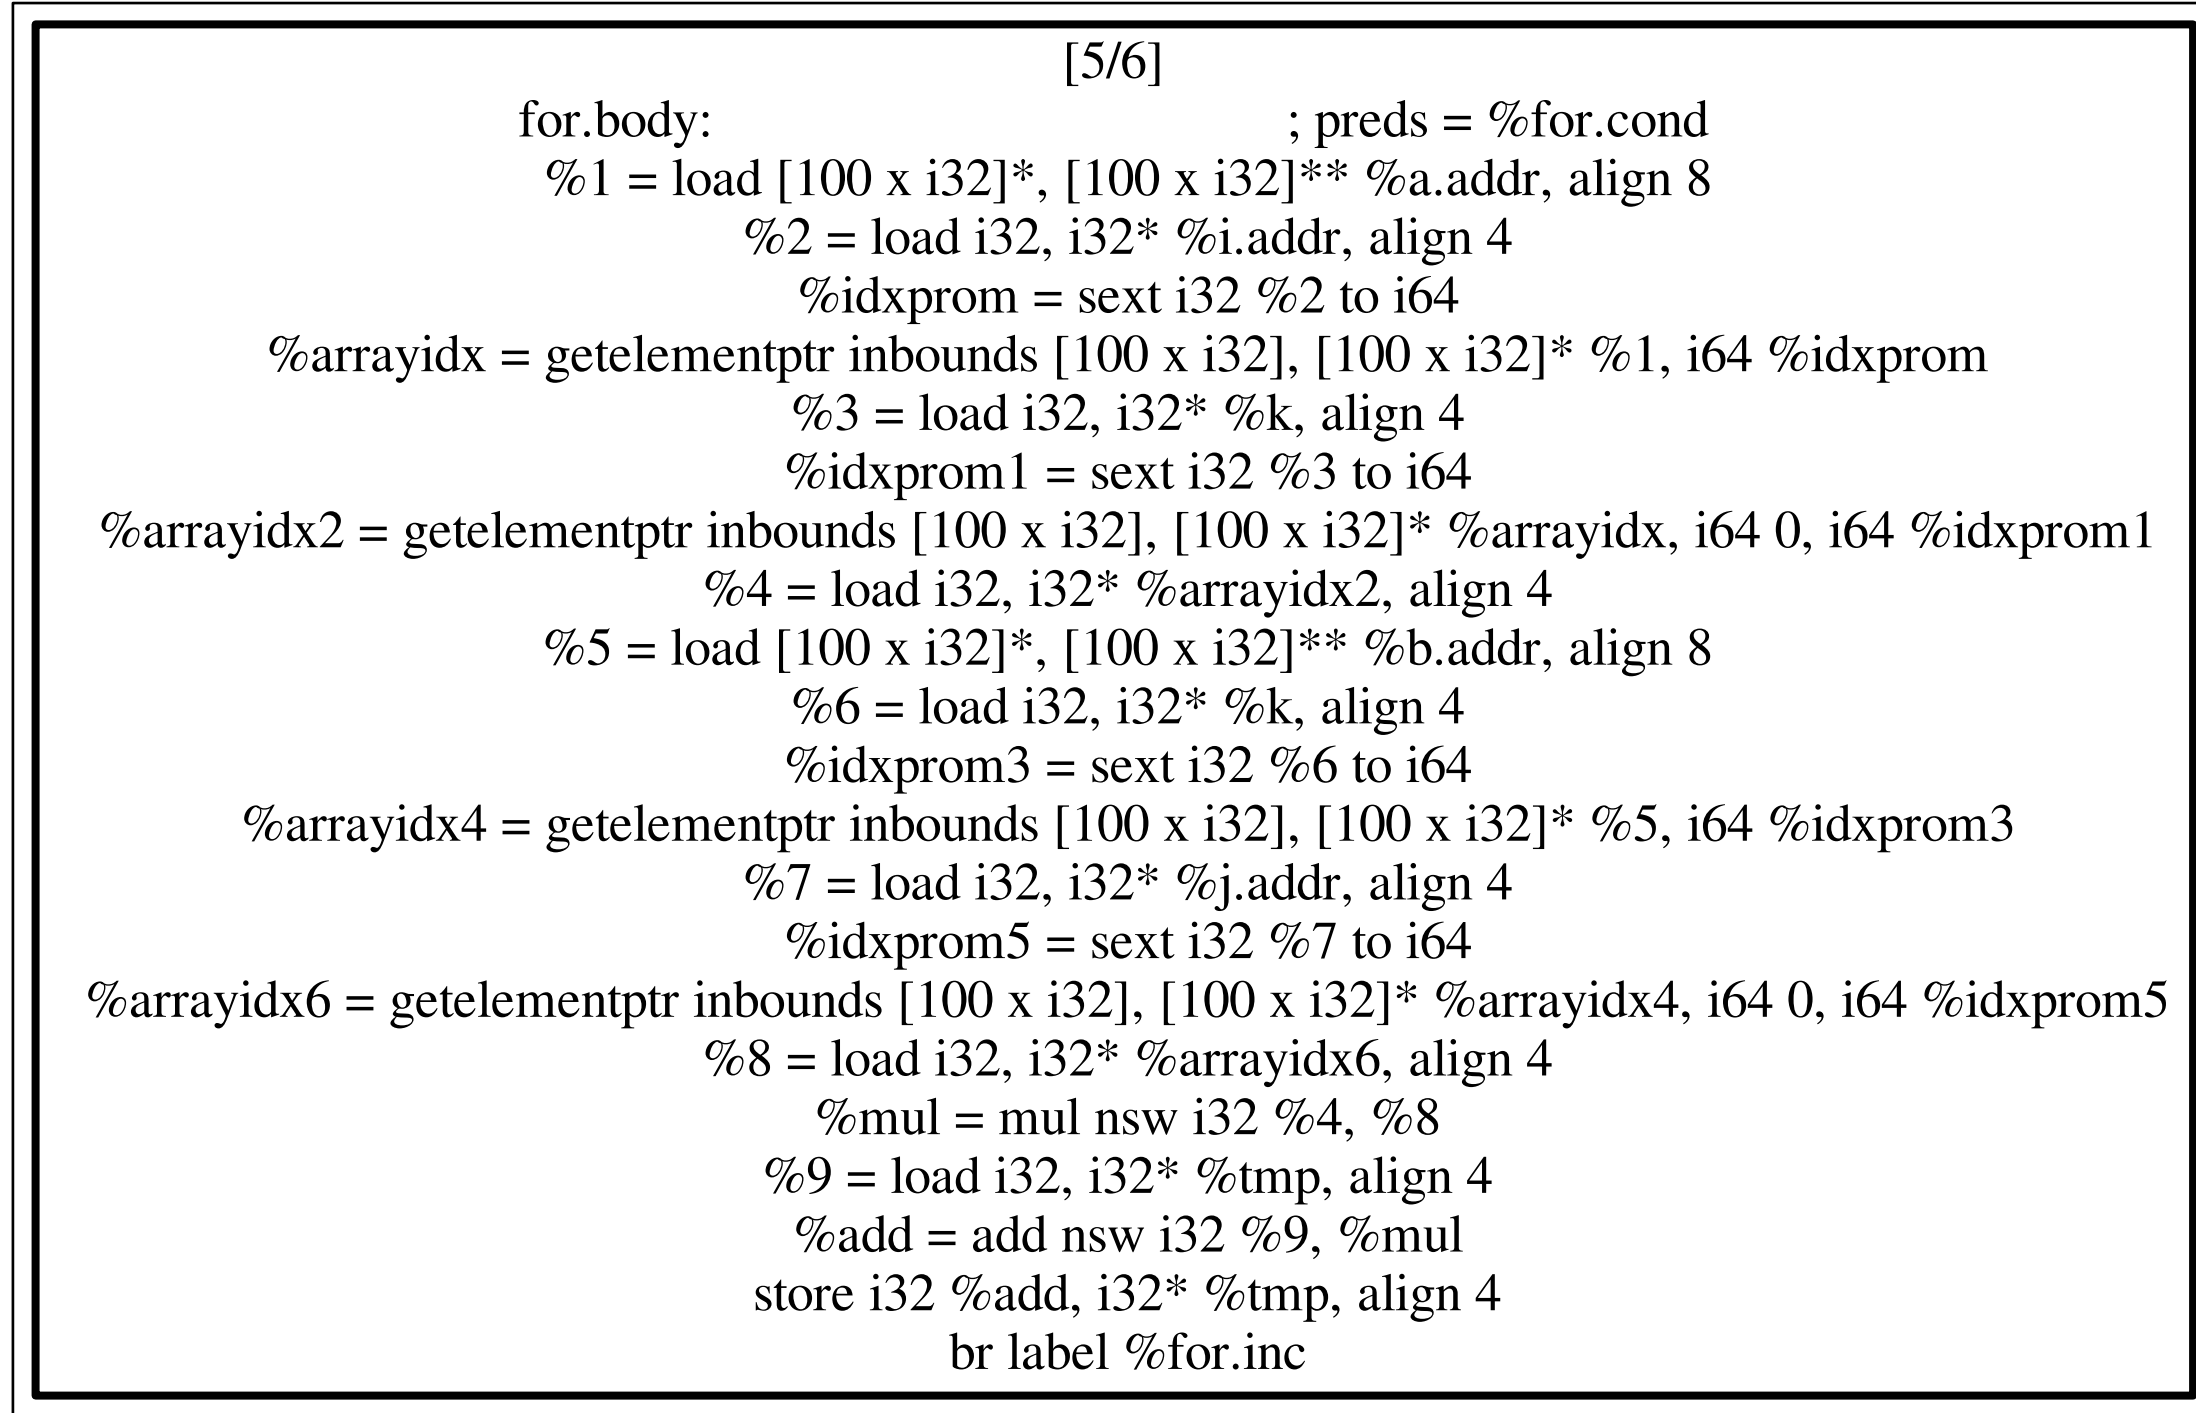 [5/6]
for.body: ; preds = %for.cond
%1 = load [100 x i32]*, [100 x i32]** %a.addr, align 8
%2 = load i32, i32* %i.addr, align 4
%idxprom = sext i32 %2 to i64
%arrayidx = getelementptr inbounds [100 x i32], [100 x i32]* %1, i64 %idxprom
%3 = load i32, i32* %k, align 4
%idxprom1 = sext i32 %3 to i64
%arrayidx2 = getelementptr inbounds [100 x i32], [100 x i32]* %arrayidx, i64 0, i64 %idxprom1
%4 = load i32, i32* %arrayidx2, align 4
%5 = load [100 x i32]*, [100 x i32]** %b.addr, align 8
%6 = load i32, i32* %k, align 4
%idxprom3 = sext i32 %6 to i64
%arrayidx4 = getelementptr inbounds [100 x i32], [100 x i32]* %5, i64 %idxprom3
%7 = load i32, i32* %j.addr, align 4
%idxprom5 = sext i32 %7 to i64
%arrayidx6 = getelementptr inbounds [100 x i32], [100 x i32]* %arrayidx4, i64 0, i64 %idxprom5
%8 = load i32, i32* %arrayidx6, align 4
%mul = mul nsw i32 %4, %8
%9 = load i32, i32* %tmp, align 4
%add = add nsw i32 %9, %mul
store i32 %add, i32* %tmp, align 4
br label %for.inc